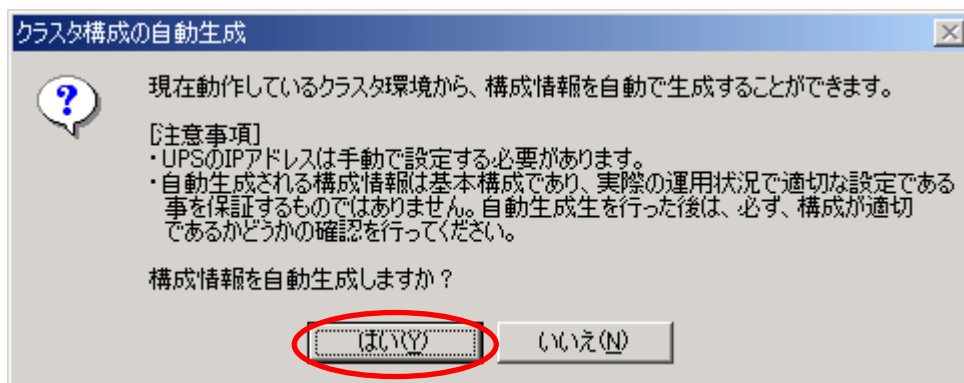 クラスタ構成の自動生成
現在動作しているクラスタ環境から、構成情報を自動で生成することができます。
[注意事項]
・UPSのIPアドレスは手動で設定する必要があります。
・自動生成される構成情報は基本構成であり、実際の運用状況で適切な設定である
事を保証するものではありません。自動生成生を行った後は、必ず、構成が適切
であるかどうかの確認を行ってください。
構成情報を自動生成しますか？
はい(Y) いいえ(N)